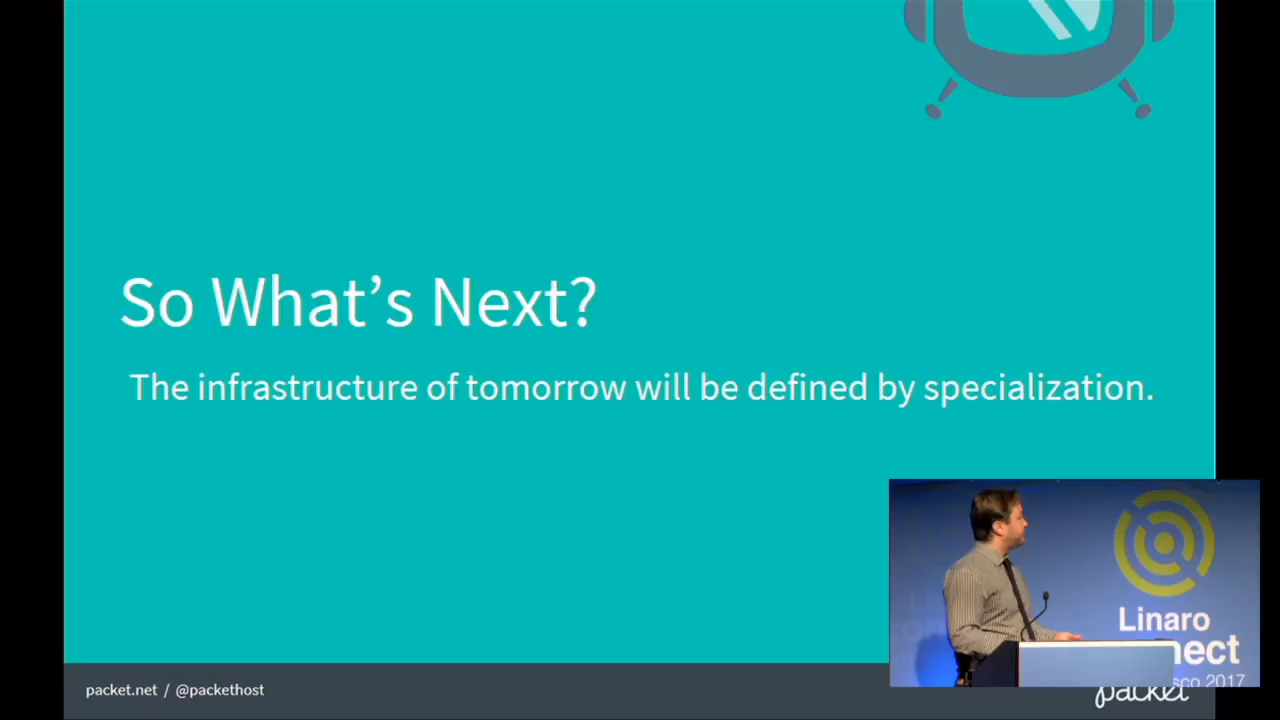 So What's Next?
The infrastructure of tomorrow will be defined by specialization.
Linaro
nect
sco 2017
packet.net / @packethost
packet